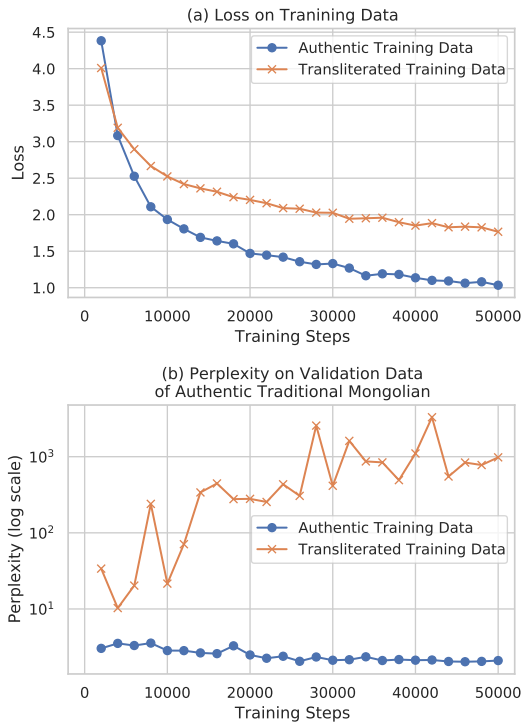 (a) Loss on Tranining Data
4.5
4.0
3.5
3.0
2.5
2.0
1.5
1.0
Loss
Authentic Training Data
Transliterated Training Data
0 10000 20000 30000 40000 50000
Training Steps
(b) Perplexity on Validation Data
of Authentic Traditional Mongolian
10³
10²
10¹
Perplexity (log scale)
Authentic Training Data
Transliterated Training Data
0 10000 20000 30000 40000 50000
Training Steps